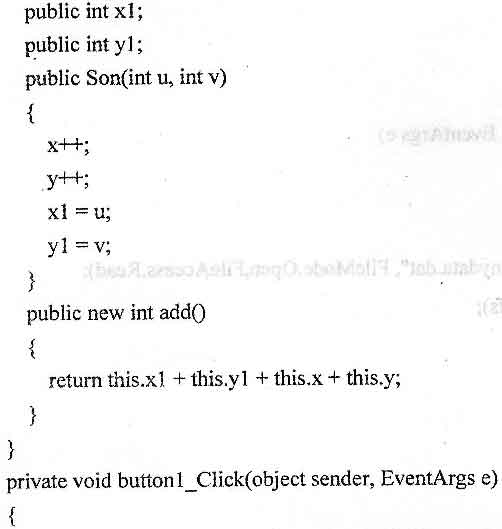 public int x1;
public int y1;
public Son(int u, int v)
{
x++;
y++;
x1 = u;
y1 = v;
}
public new int add()
{
return this.x1 + this.y1 + this.x + this.y;
}
}
private void button1_Click(object sender, EventArgs e)
{